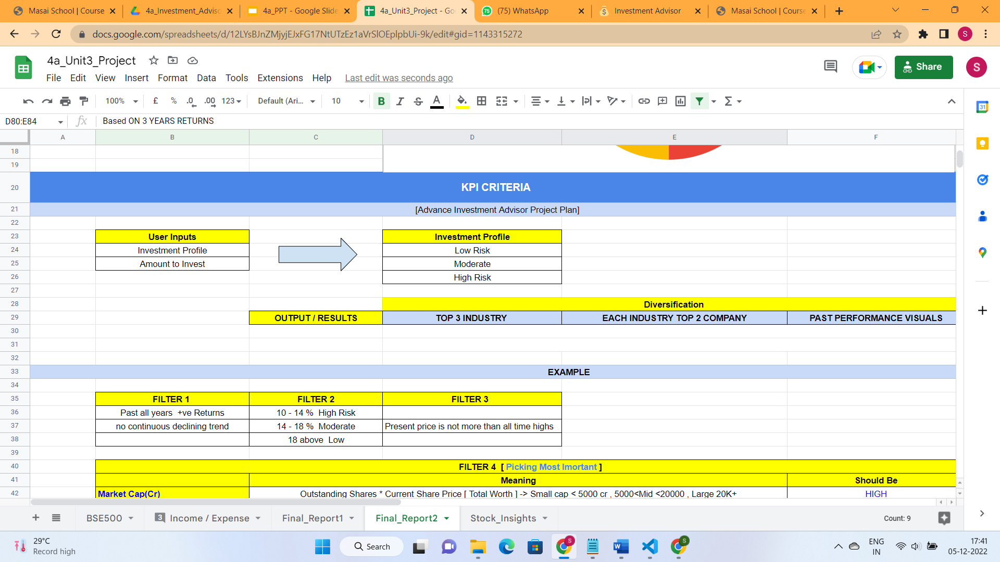 Masai School | Course
4a_Investment_Adviso
4a_PPT - Google Slide
4a_Unit3_Project - Go
(75) WhatsApp
Investment Advisor
Masai School | Course
docs.google.com/spreadsheets/d/12LYsBJnZMjyjEJxFG17NtUTzEz1aVrSlOEplpbUi-9k/edit#gid=1143315272
S
4a_Unit3_Project
File Edit View Insert Format Data Tools Extensions Help Last edit was seconds ago
Share
S
100% £ % .0 .00 123 Default (Ari... 10 B I S A
31
D80:E84 fx Based ON 3 YEARS RETURNS
A B C D E F
18
19
20 KPI CRITERIA
21 [Advance Investment Advisor Project Plan]
22
23 User Inputs Investment Profile
24 Investment Profile Low Risk
25 Amount to Invest Moderate
26 High Risk
27
28 Diversification
29 OUTPUT / RESULTS TOP 3 INDUSTRY EACH INDUSTRY TOP 2 COMPANY PAST PERFORMANCE VISUALS
30
31
32
33 EXAMPLE
34
35 FILTER 1 FILTER 2 FILTER 3
36 Past all years +ve Returns 10 - 14 % High Risk
37 no continuous declining trend 14 - 18 % Moderate Present price is not more than all time highs
38 18 above Low
39
40 FILTER 4 [ Picking Most Imortant ]
41 Meaning Should Be
42 Market Cap(Cr) Outstanding Shares * Current Share Price [ Total Worth ] -> Small cap < 5000 cr , 5000<Mid <20000 , Large 20K+ HIGH
BSE500 3 Income / Expense Final_Report1 Final_Report2 Stock_Insights Count: 9
29°C
Record high
Search
S
S
ENG
IN
17:41
05-12-2022